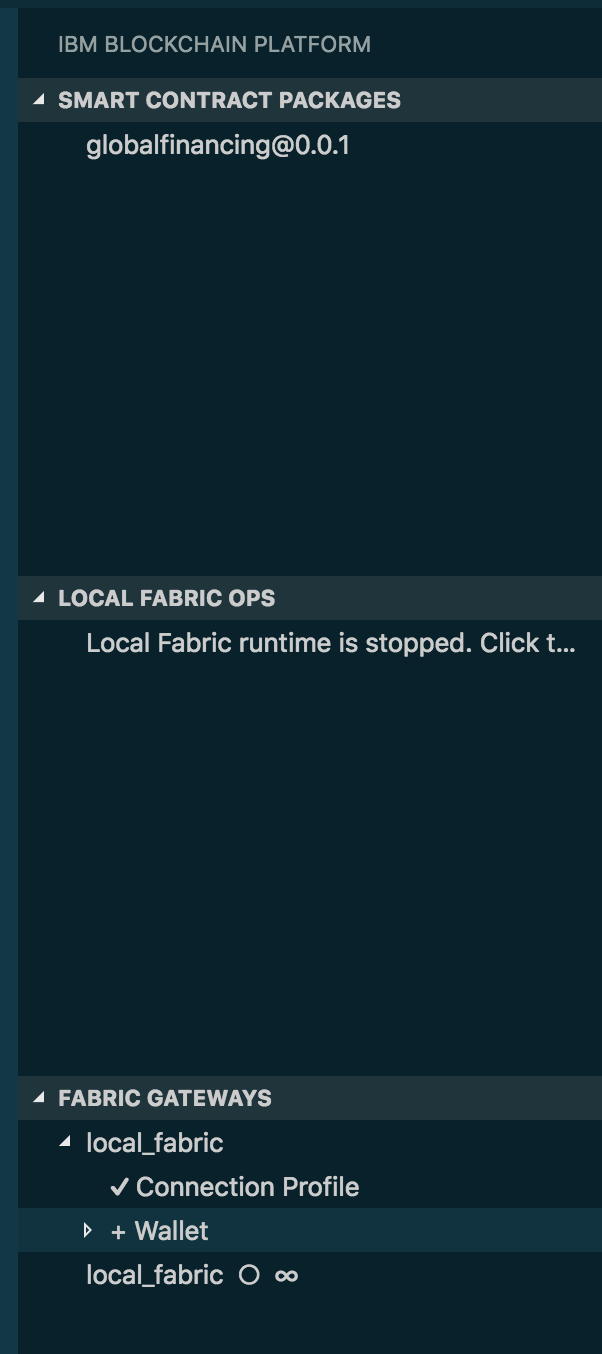 IBM BLOCKCHAIN PLATFORM
SMART CONTRACT PACKAGES
globalfinancing@0.0.1
LOCAL FABRIC OPS
Local Fabric runtime is stopped. Click t...
FABRIC GATEWAYS
local_fabric
✓ Connection Profile
+ Wallet
local_fabric ○ ∞